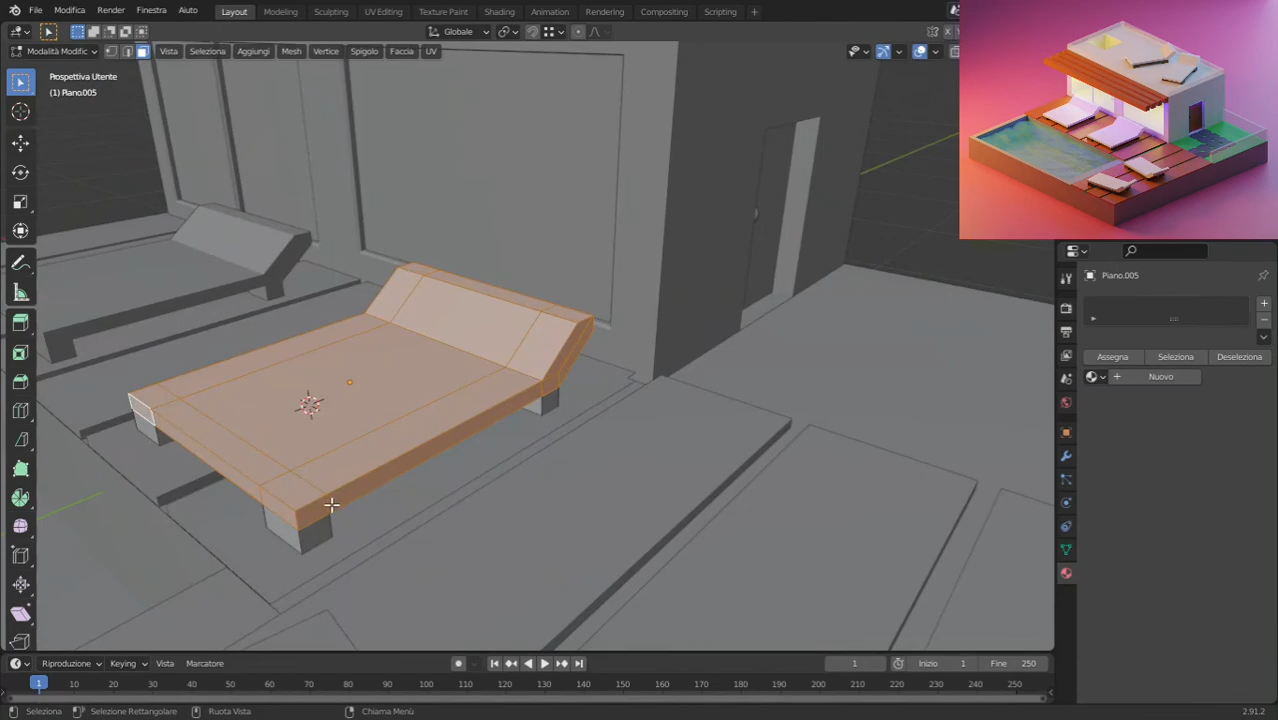 File Modifica Render Finestra Aiuto Layout Modeling Sculpting UV Editing Texture Paint Shading Animation Rendering Compositing Scripting +
Globale
Modalità Modific Vista Seleziona Aggiungi Mesh Vertice Spigolo Faccia UV
Prospettiva Utente
(1) Piano.005
Piano.005
Assegna Seleziona Deseleziona
Nuovo
Riproduzione Keying Vista Marcatore 1 Inizio 1 Fine 250
1 10 20 30 40 50 60 70 80 90 100 110 120 130 140 150 160 170 180 190 200 210 220 230 240 250
Seleziona Selezione Rettangolare Ruota Vista Chiama Menù 2.91.2